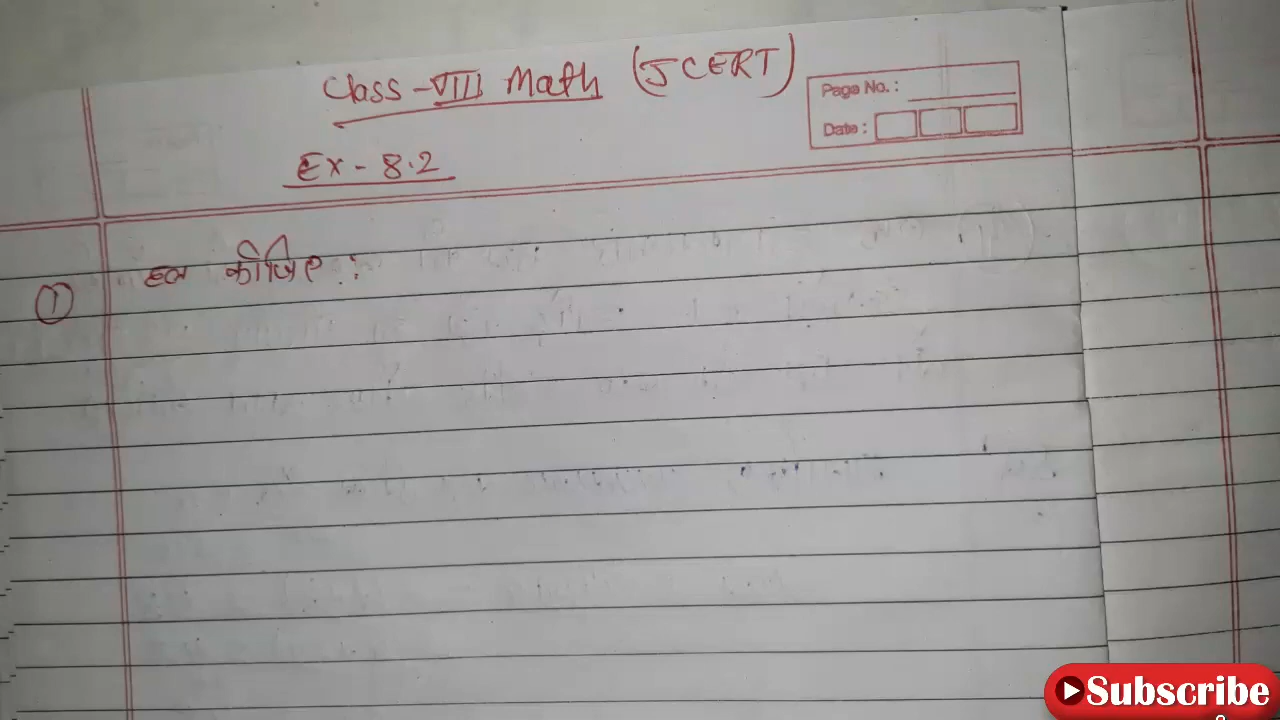 Class-VIII Math (JCERT)
Page No. :
Date :
Ex - 8.2
① हल कीजिए :
Subscribe